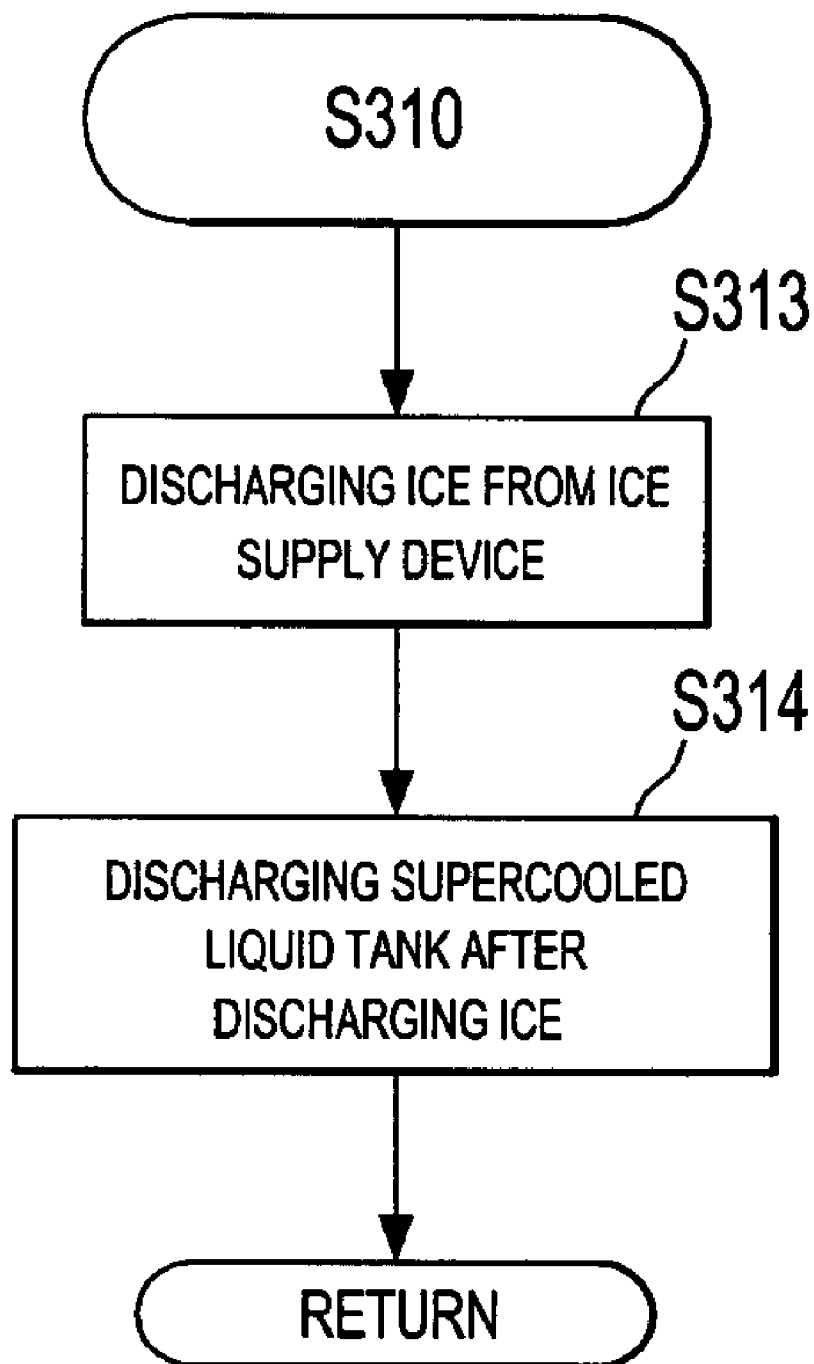 S310
S313
DISCHARGING ICE FROM ICE
SUPPLY DEVICE
S314
DISCHARGING SUPERCOOLED
LIQUID TANK AFTER
DISCHARGING ICE
RETURN